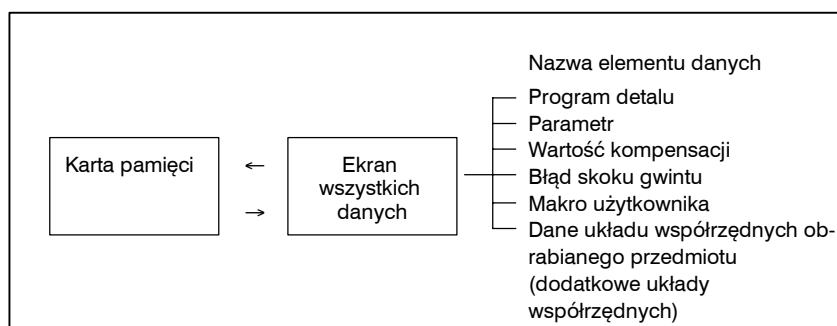 Karta pamięci
←
→
Ekran
wszystkich
danych
Nazwa elementu danych
Program detalu
Parametr
Wartość kompensacji
Błąd skoku gwintu
Makro użytkownika
Dane układu współrzędnych ob-
rabianego przedmiotu
(dodatkowe układy
współrzędnych)